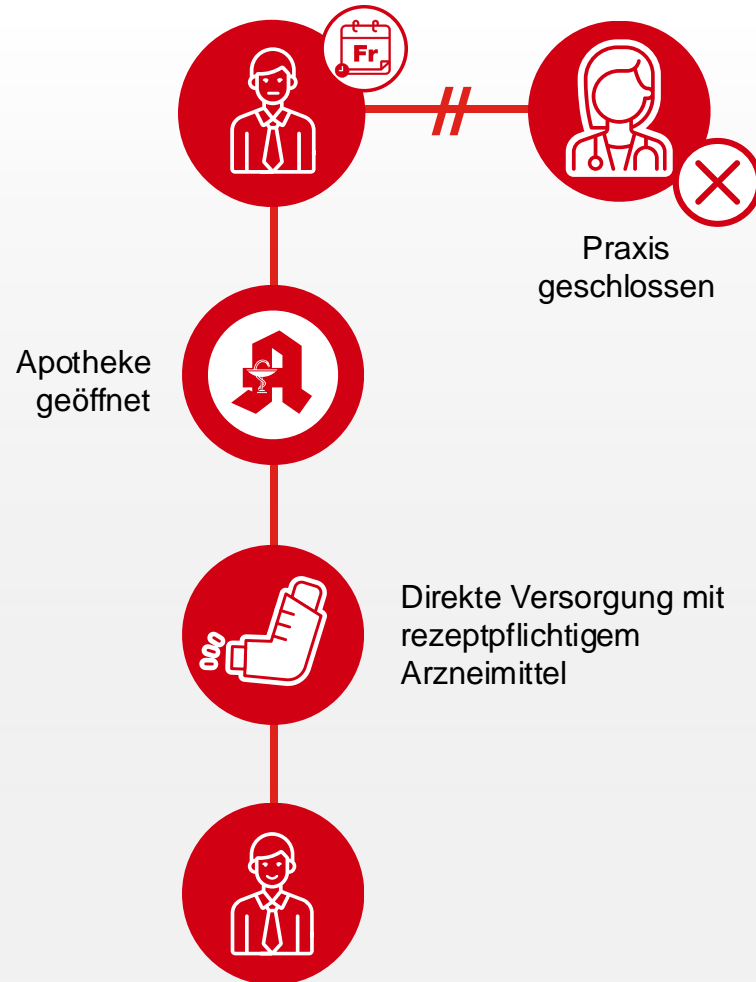 Fr
Praxis
geschlossen
Apotheke
geöffnet
Direkte Versorgung mit
rezeptpflichtigem
Arzneimittel